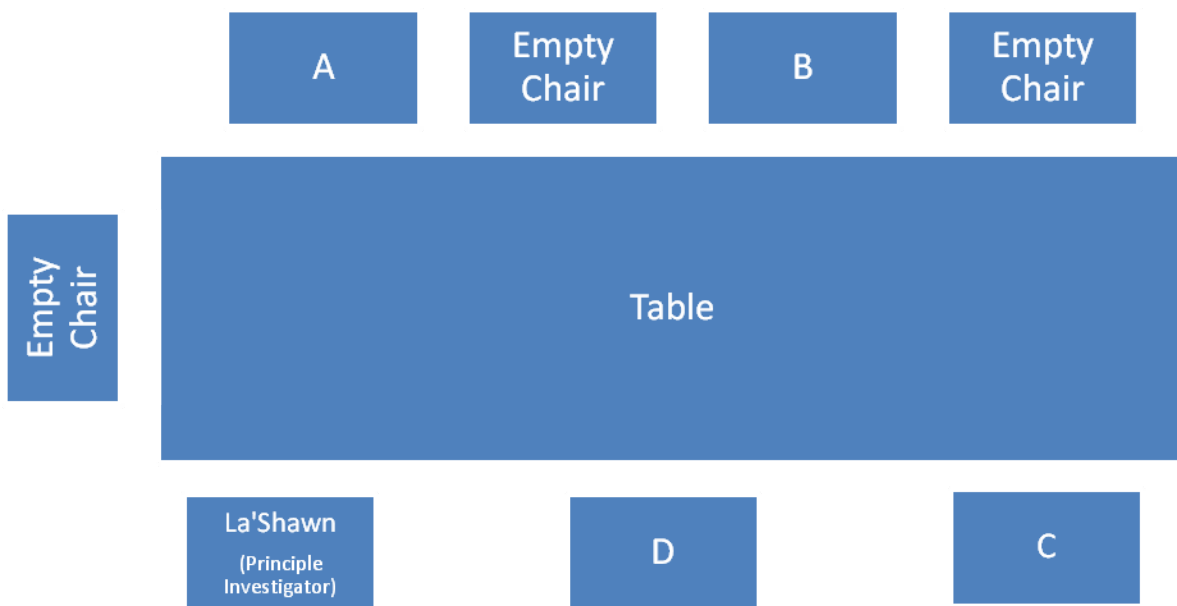 A
Empty
Chair
B
Empty
Chair
Empty
Chair
Table
La'Shawn
(Principle
Investigator)
D
C